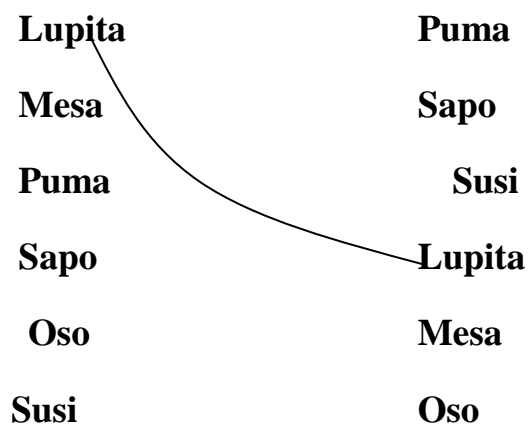 Lupita Puma
Mesa Sapo
Puma Susi
Sapo Lupita
Oso Mesa
Susi Oso